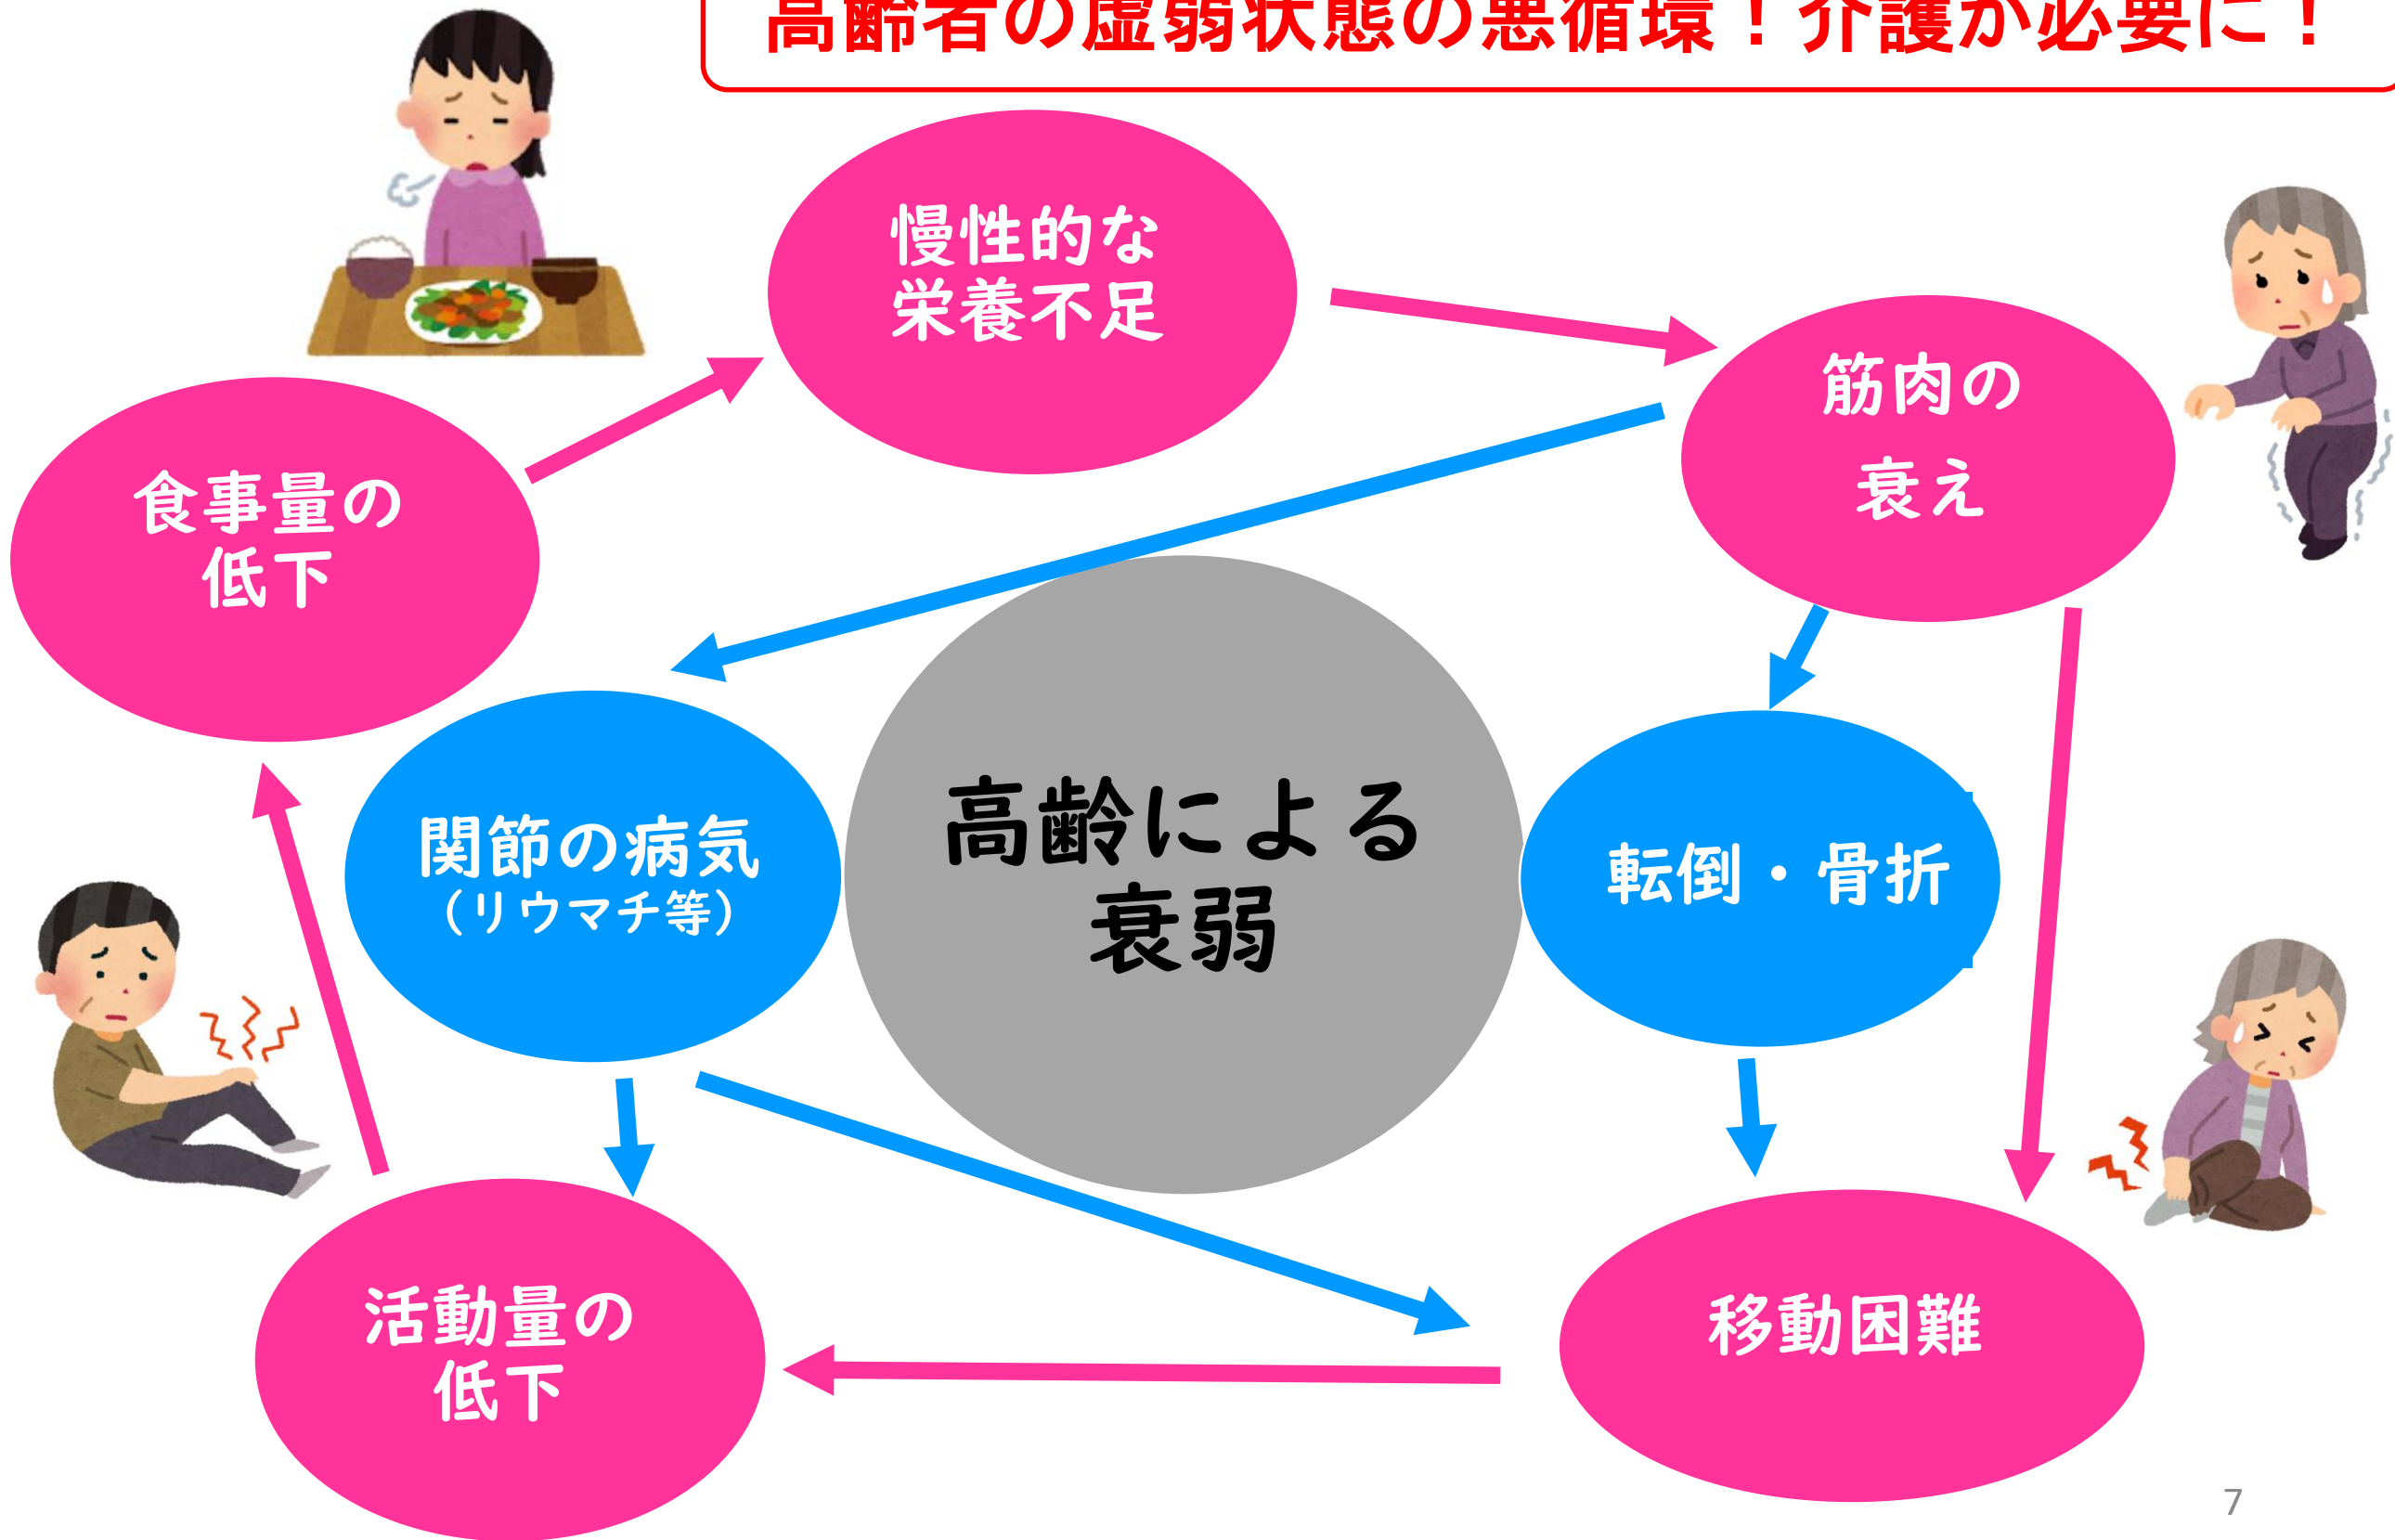 高齢者の虚弱状態の悪循環！介護が必要に！
慢性的な
栄養不足
筋肉の
衰え
食事量の
低下
関節の病気
（リウマチ等）
高齢による
衰弱
転倒・骨折
活動量の
低下
移動困難
7